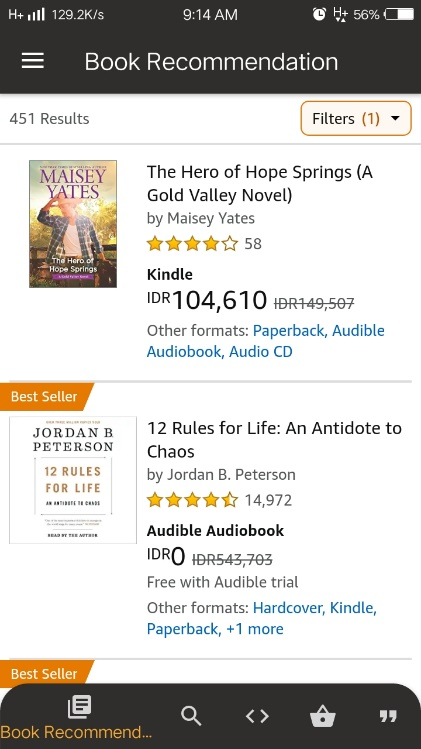 H+ 129.2K/s 9:14 AM H+ 56%
Book Recommendation
451 Results Filters (1)
MAISEY
YATES
The Hero of
Hope Springs
The Hero of Hope Springs (A
Gold Valley Novel)
by Maisey Yates
58
Kindle
IDR104,610 IDR149,507
Other formats: Paperback, Audible
Audiobook, Audio CD
Best Seller
JORDAN B
PETERSON
12 RULES
FOR LIFE
AN ANTIDOTE TO CHAOS
READ BY THE AUTHOR
12 Rules for Life: An Antidote to
Chaos
by Jordan B. Peterson
14,972
Audible Audiobook
IDR0 IDR543,703
Free with Audible trial
Other formats: Hardcover, Kindle,
Paperback, +1 more
Best Seller
Book Recommend...